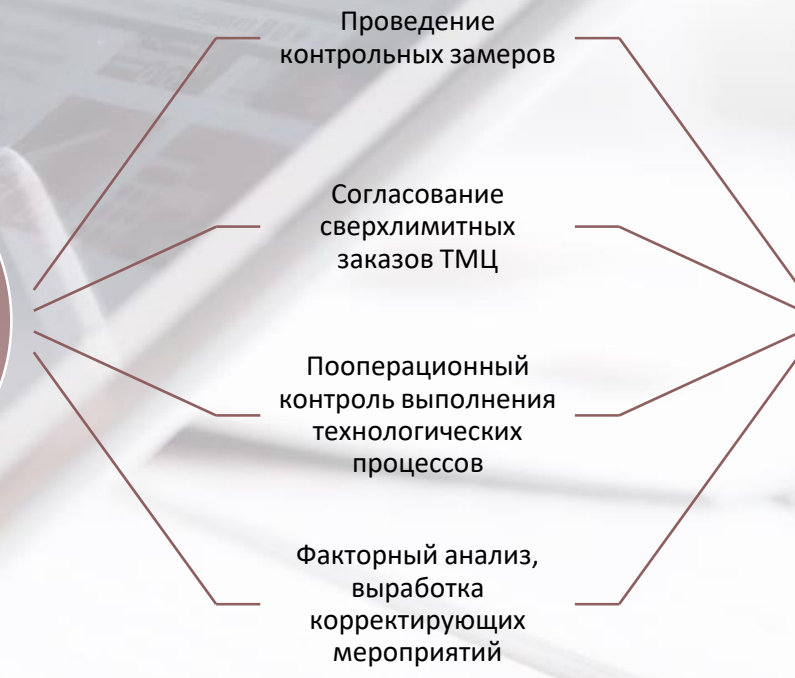 Проведение
контрольных замеров
Согласование
сверхлимитных
заказов ТМЦ
Пооперационный
контроль выполнения
технологических
процессов
Факторный анализ,
выработка
корректирующих
мероприятий